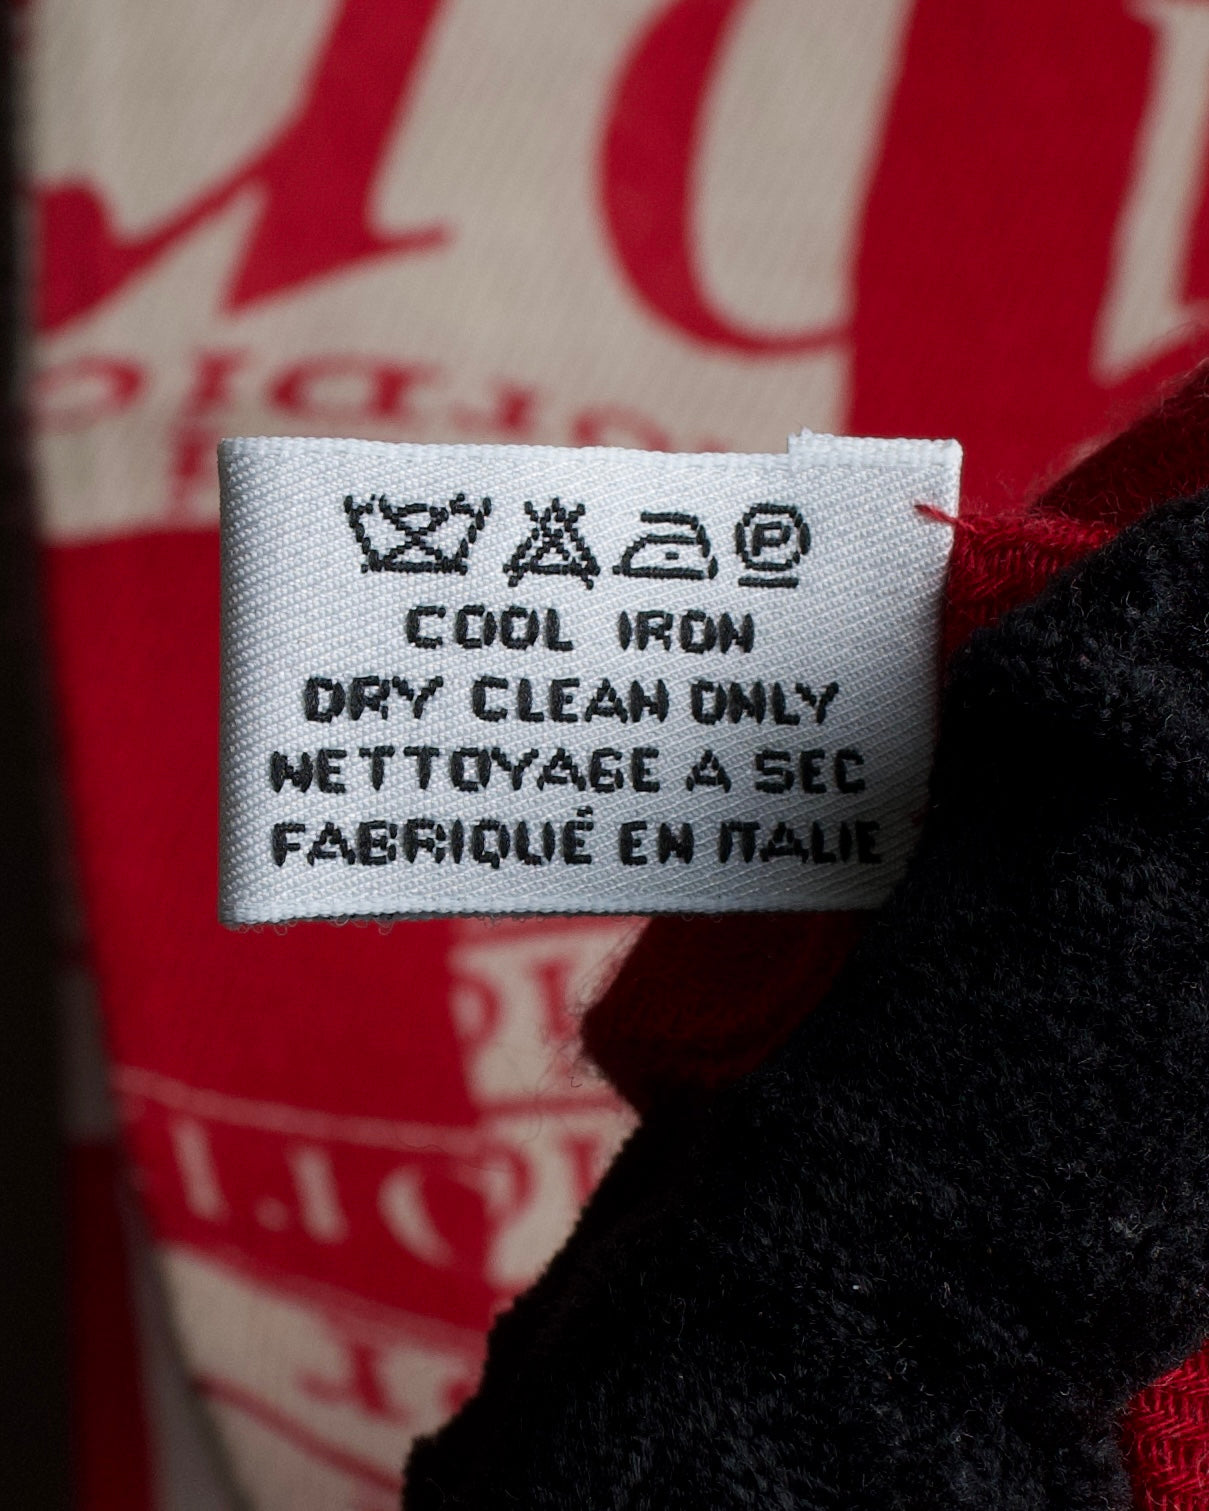 COOL IRON
DRY CLEAN ONLY
NETTOYAGE A SEC
FABRIQUÉ EN ITALIE